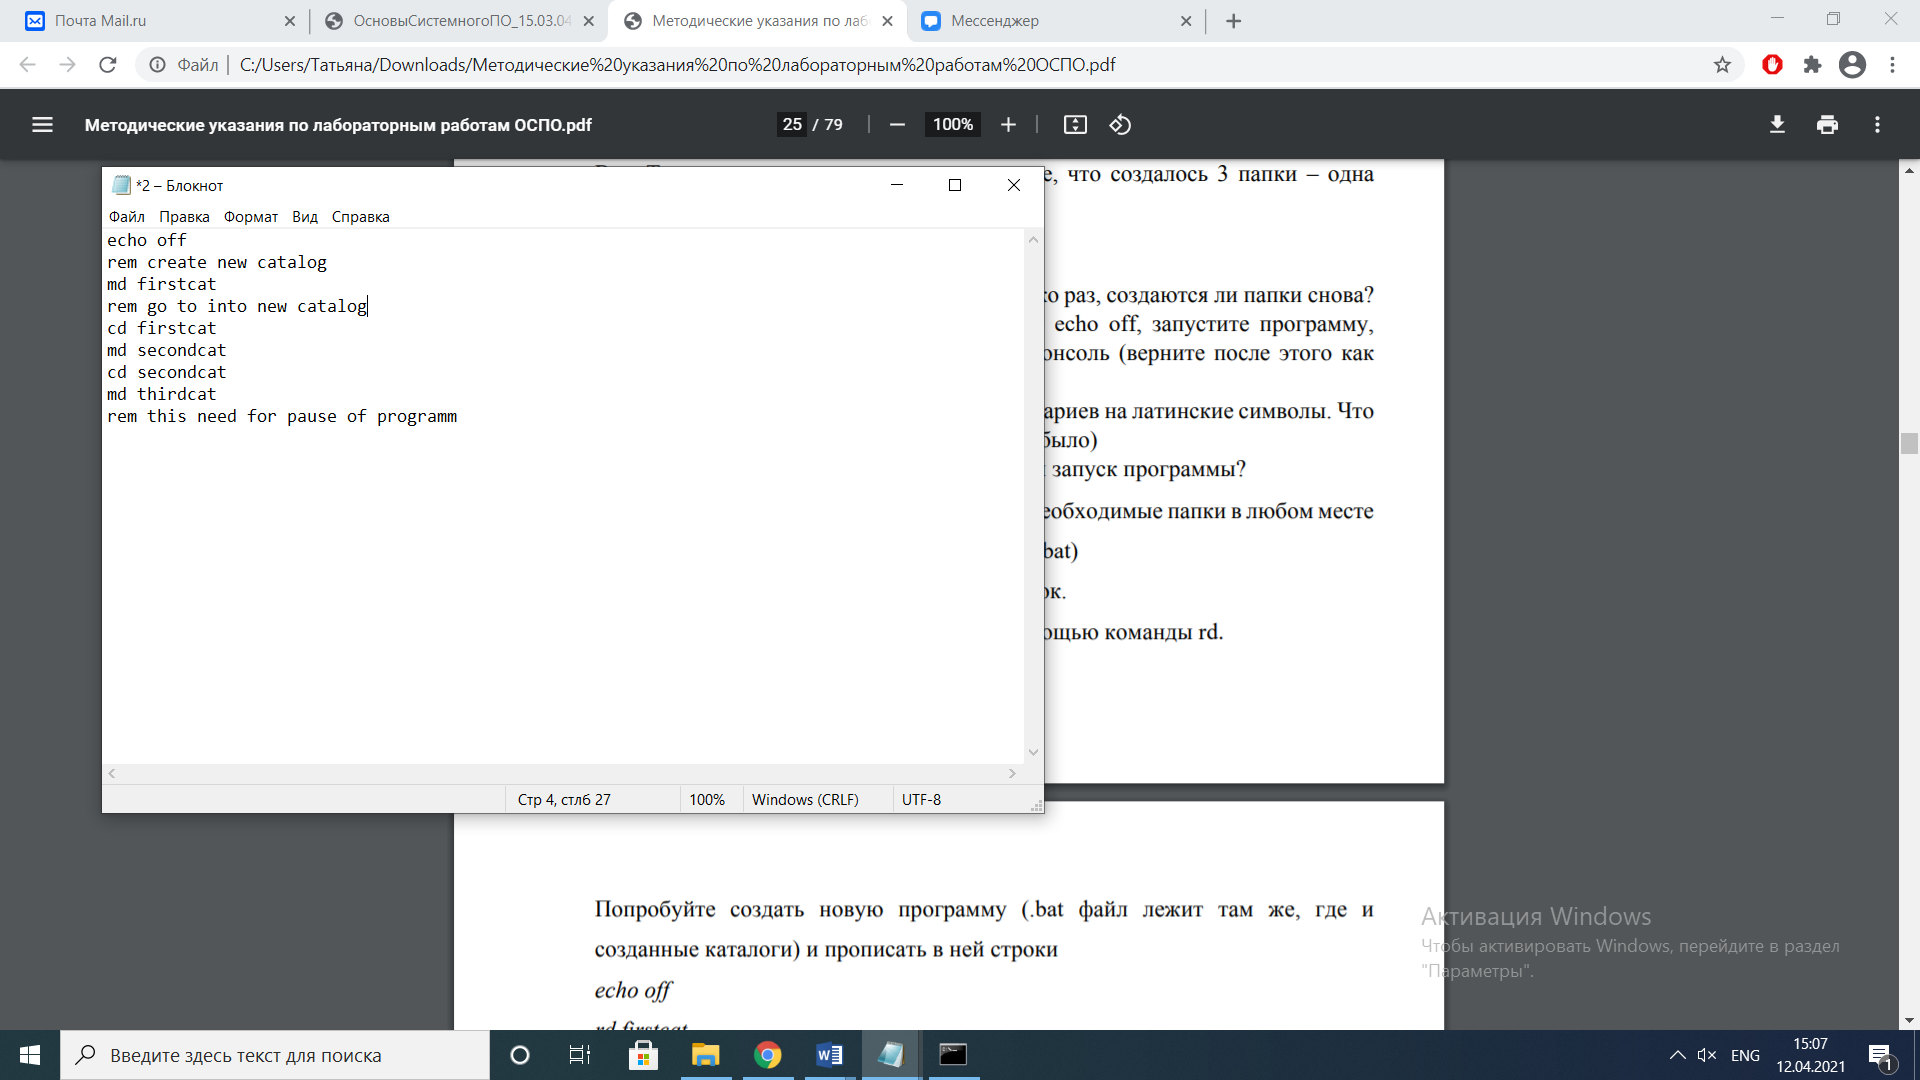 Почта Mail.ru
ОсновыСистемногоПО_15.03.04
Методические указания по лаб
Мессенджер
Файл
C:/Users/Татьяна/Downloads/Методические%20указания%20по%20лабораторным%20работам%20ОСПО.pdf
Методические указания по лабораторным работам ОСПО.pdf
25 / 79
100%
е, что создалось 3 папки – одна
*2 – Блокнот
Файл Правка Формат Вид Справка
echo off
rem create new catalog
md firstcat
rem go to into new catalog
cd firstcat
md secondcat
cd secondcat
md thirdcat
rem this need for pause of programm
ко раз, создаются ли папки снова?
echo off, запустите программу,
онсоль (верните после этого как
ариев на латинские символы. Что
было)
запуск программы?
еобходимые папки в любом месте
bat)
ок.
ощью команды rd.
Стр 4, стлб 27
100%
Windows (CRLF)
UTF-8
Попробуйте создать новую программу (.bat файл лежит там же, где и
созданные каталоги) и прописать в ней строки
echo off
rd firstcat
Активация Windows
Чтобы активировать Windows, перейдите в раздел
"Параметры".
Введите здесь текст для поиска
ENG
15:07
12.04.2021
1